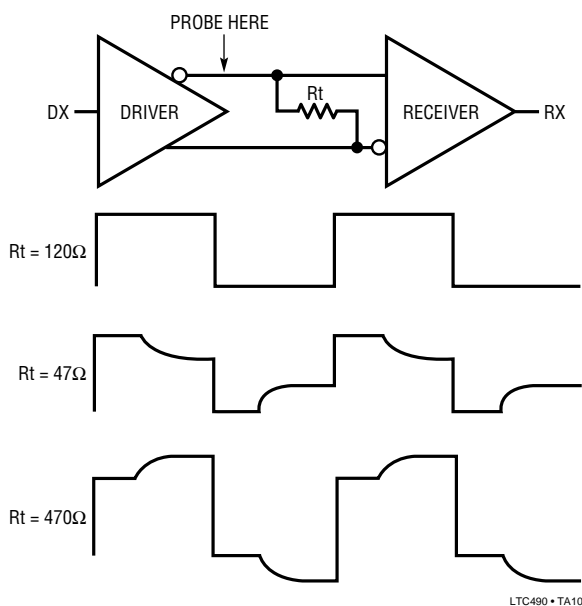 PROBE HERE
DX
DRIVER
Rt
RECEIVER
RX
Rt = 120Ω
Rt = 47Ω
Rt = 470Ω
LTC490 • TA10